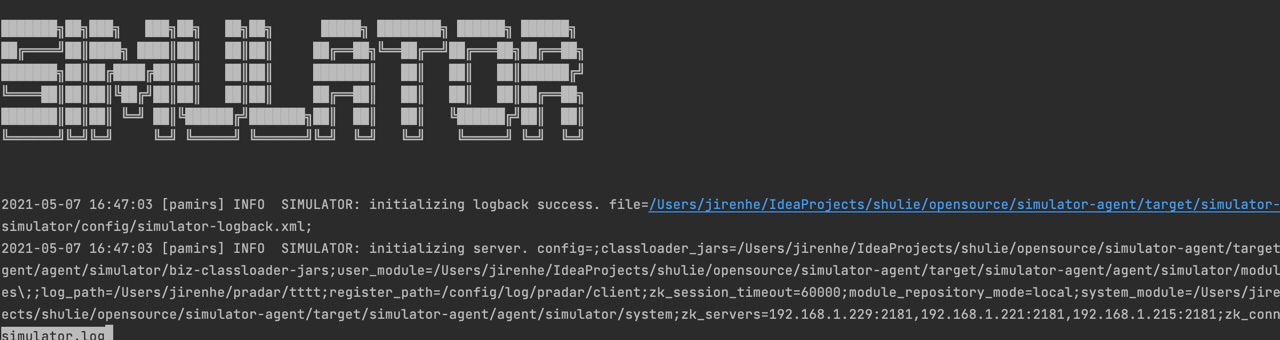 SIMULATOR
2021-05-07 16:47:03 [pamirs] INFO  SIMULATOR: initializing logback success. file=/Users/jirenhe/IdeaProjects/shulie/opensource/simulator-agent/target/simulator-
simulator/config/simulator-logback.xml;
2021-05-07 16:47:03 [pamirs] INFO  SIMULATOR: initializing server. config=;classloader_jars=/Users/jirenhe/IdeaProjects/shulie/opensource/simulator-agent/target
gent/agent/simulator/biz-classloader-jars;user_module=/Users/jirenhe/IdeaProjects/shulie/opensource/simulator-agent/target/simulator-agent/agent/simulator/modul
es\;;log_path=/Users/jirenhe/pradar/tttt;register_path=/config/log/pradar/client;zk_session_timeout=60000;module_repository_mode=local;system_module=/Users/jire
ects/shulie/opensource/simulator-agent/target/simulator-agent/agent/simulator/system;zk_servers=192.168.1.229:2181,192.168.1.221:2181,192.168.1.215:2181;zk_conn
simulator.log